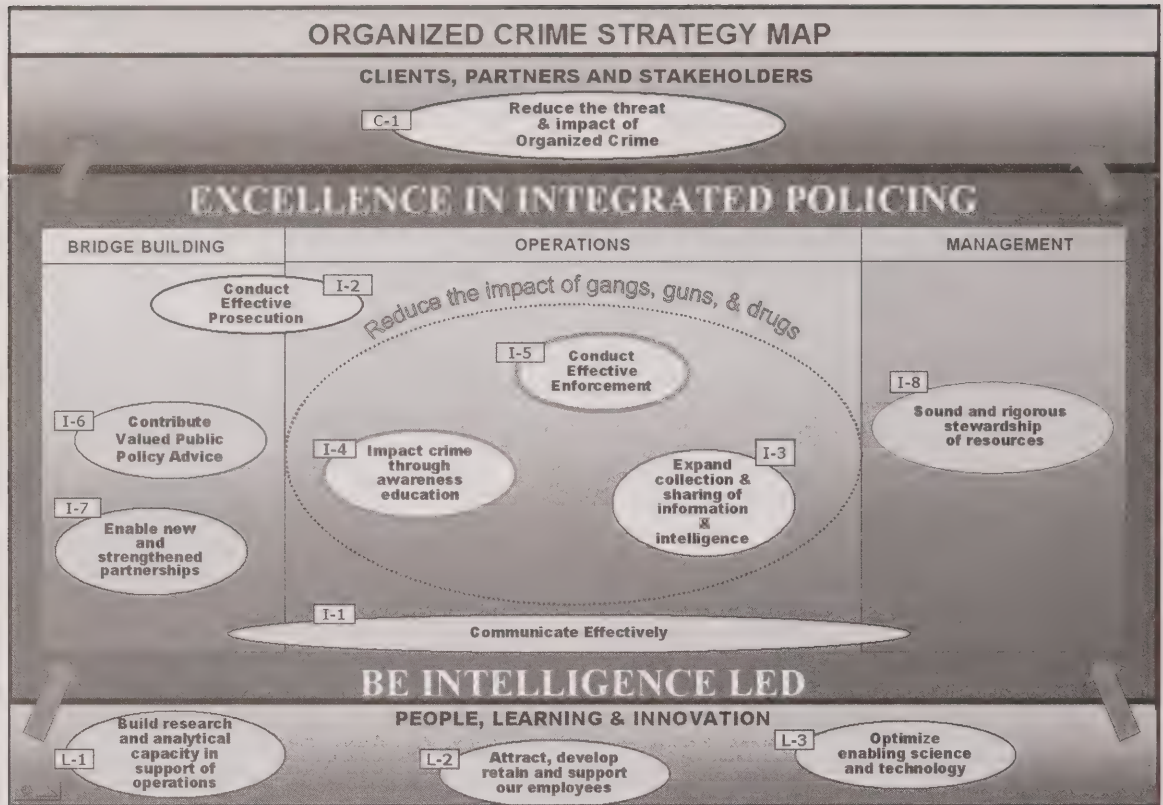 ORGANIZED CRIME STRATEGY MAP
CLIENTS, PARTNERS AND STAKEHOLDERS
C-1
Reduce the threat
& impact of
Organized Crime
EXCELLENCE IN INTEGRATED POLICING
BRIDGE BUILDING
OPERATIONS
MANAGEMENT
I-2
Conduct
Effective
Prosecution
Reduce the impact of gangs, guns, & drugs
I-5
Conduct
Effective
Enforcement
I-8
Sound and rigorous
stewardship
of resources
I-6
Contribute
Valued Public
Policy Advice
I-4
Impact crime
through
awareness
education
I-3
Expand
collection &
sharing of
information
&
intelligence
I-7
Enable new
and
strengthened
partnerships
I-1
Communicate Effectively
BE INTELLIGENCE LED
PEOPLE, LEARNING & INNOVATION
L-1
Build research
and analytical
capacity in
support of
operations
L-2
Attract, develop
retain and support
our employees
L-3
Optimize
enabling science
and technology